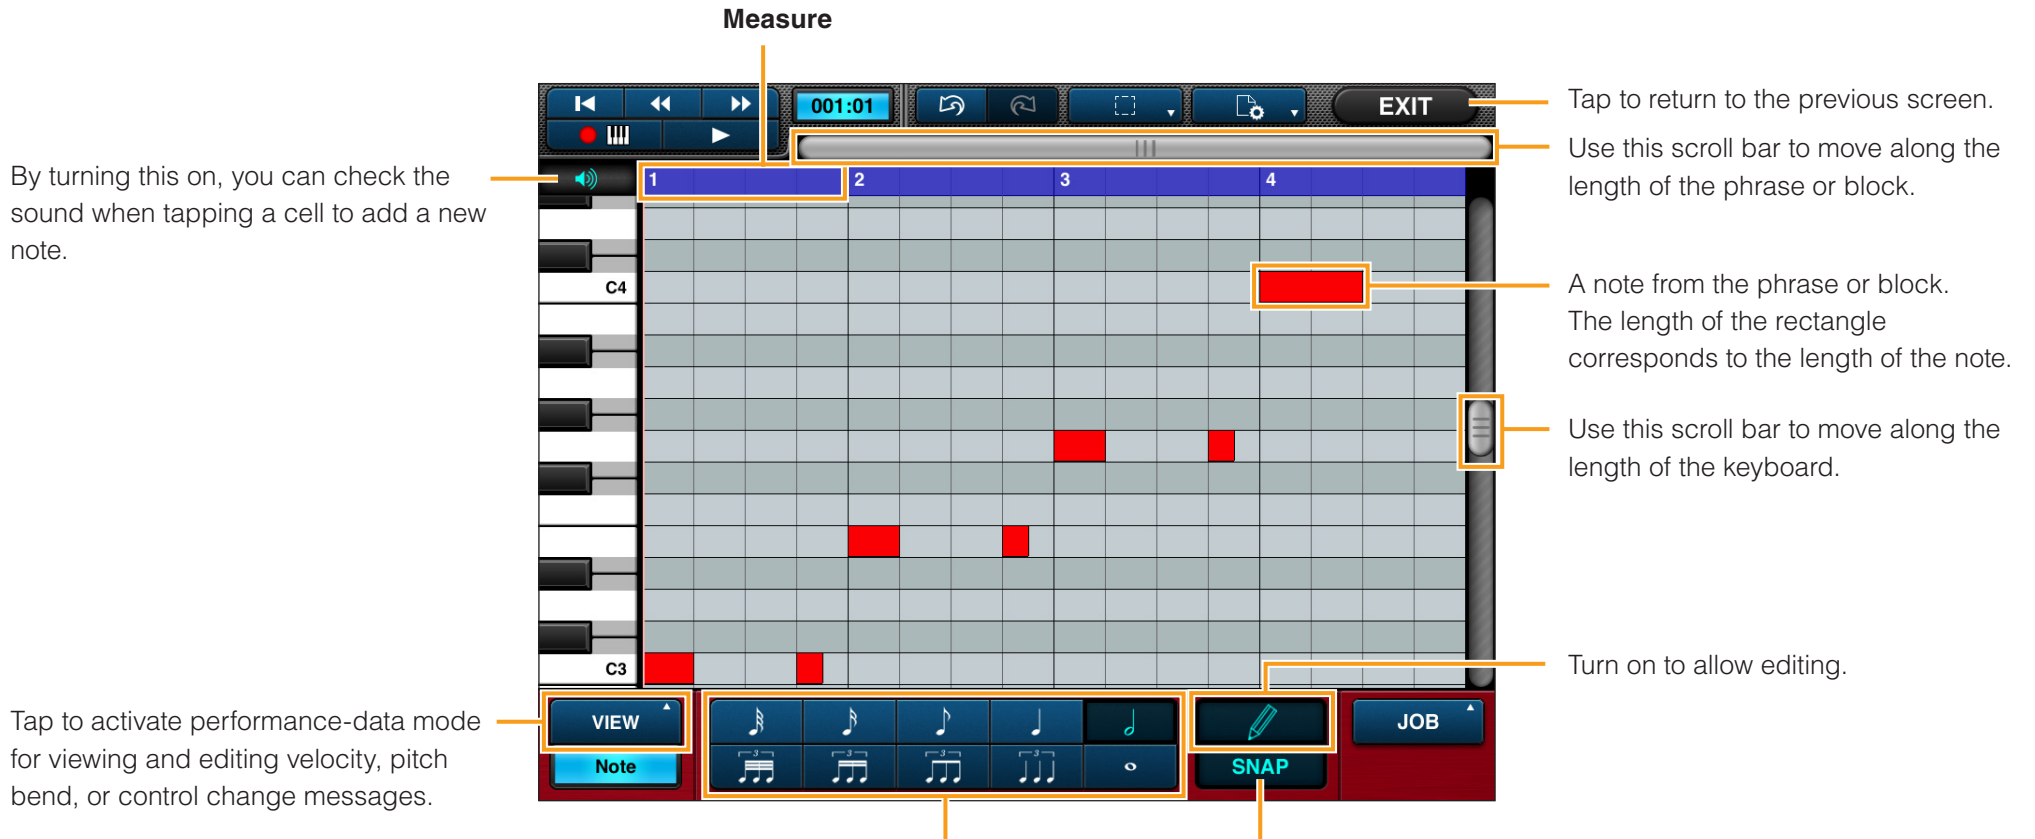 Measure
001:01
EXIT
Tap to return to the previous screen.
Use this scroll bar to move along the
length of the phrase or block.
By turning this on, you can check the
sound when tapping a cell to add a new
note.
1
2
3
4
C4
A note from the phrase or block.
The length of the rectangle
corresponds to the length of the note.
Use this scroll bar to move along the
length of the keyboard.
C3
Turn on to allow editing.
Tap to activate performance-data mode
for viewing and editing velocity, pitch
bend, or control change messages.
VIEW
JOB
3
3
3
3
Note
SNAP